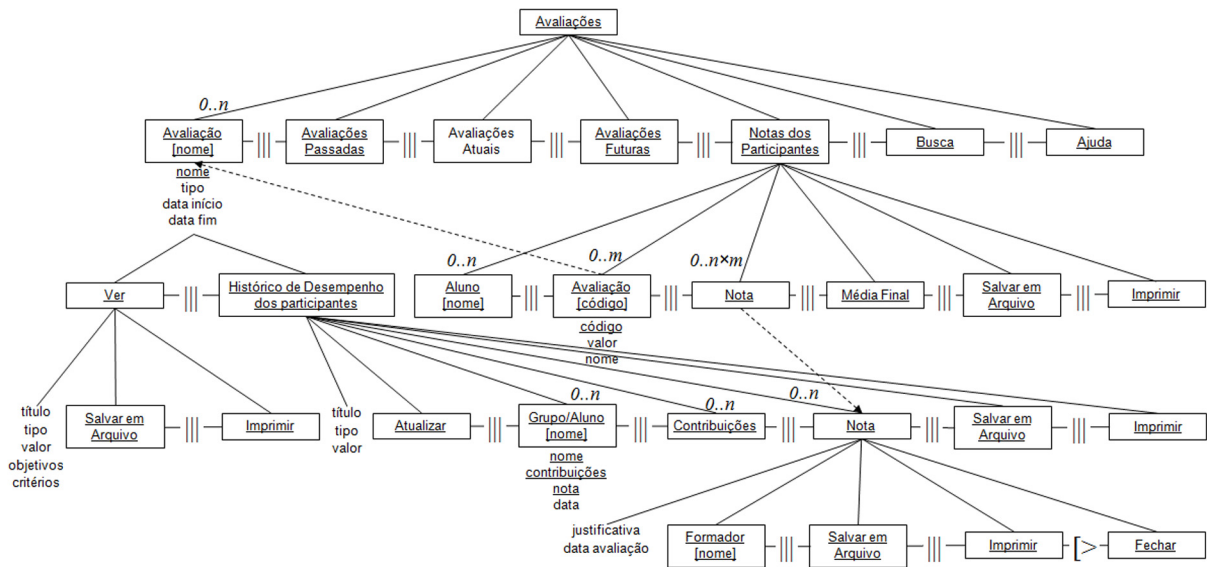 Avaliações
0..n
Avaliação
[nome]
|||
Avaliações
Passadas
|||
Avaliações
Atuais
|||
Avaliações
Futuras
|||
Notas dos
Participantes
|||
Busca
|||
Ajuda
nome
tipo
data início
data fim
Ver
|||
Histórico de Desempenho
dos participantes
0..n
Aluno
[nome]
|||
0..m
Avaliação
[código]
|||
0..n×m
Nota
|||
Média Final
|||
Salvar em
Arquivo
|||
Imprimir
código
valor
nome
título
tipo
valor
objetivos
critérios
Salvar em
Arquivo
|||
Imprimir
título
tipo
valor
Atualizar
|||
0..n
Grupo/Aluno
[nome]
|||
0..n
Contribuições
|||
0..n
Nota
|||
Salvar em
Arquivo
|||
Imprimir
nome
contribuições
nota
data
justificativa
data avaliação
Formador
[nome]
|||
Salvar em
Arquivo
|||
Imprimir
[>
Fechar